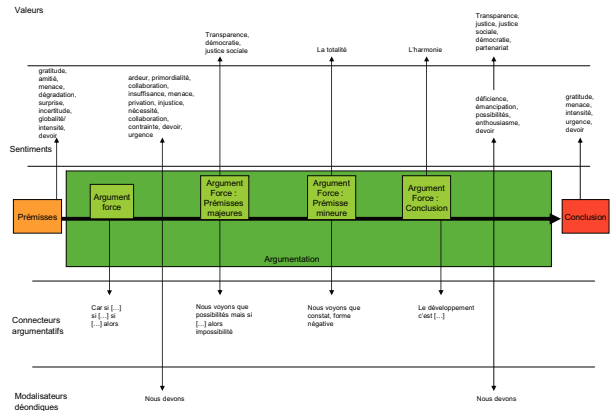 Valeurs
Transparence,
démocratie,
justice sociale
La totalité
L'harmonie
Transparence,
justice, justice
sociale,
démocratie,
partenariat
gratitude,
amitié,
menace,
dégradation,
surprise,
incertitude,
globalité/
intensité,
devoir
ardeur, primordialité,
collaboration,
insuffisance, menace,
privation, injustice,
nécessité,
collaboration,
contrainte, devoir,
urgence
déficience,
émancipation,
possibilités,
enthousiasme,
devoir
gratitude,
menace,
intensité,
urgence,
devoir
Sentiments
Prémisses
Argument
force
Argument
Force :
Prémisses
majeures
Argument
Force :
Prémisse
mineure
Argument
Force :
Conclusion
Conclusion
Argumentation
Connecteurs
argumentatifs
Car si [...]
si [...] si
[...] alors
Nous voyons que
possibilités mais si
[...] alors
impossibilité
Nous voyons que
constat, forme
négative
Le développement
c'est [...]
Modalisateurs
déondiques
Nous devons
Nous devons